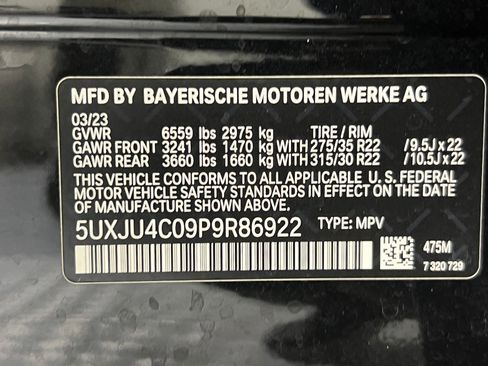 MFD BY BAYERISCHE MOTOREN WERKE AG
03/23
GVWR 6559 lbs 2975 kg TIRE / RIM
GAWR FRONT 3241 lbs 1470 kg WITH 275/35 R22 /9.5J x 22
GAWR REAR 3660 lbs 1660 kg WITH 315/30 R22 /10.5J x 22
THIS VEHICLE CONFORMS TO ALL APPLICABLE U. S. FEDERAL
MOTOR VEHICLE SAFETY STANDARDS IN EFFECT ON THE DATE
OF MANUFACTURE SHOWN ABOVE.
5UXJU4C09P9R86922 TYPE: MPV
475M
7 320 729